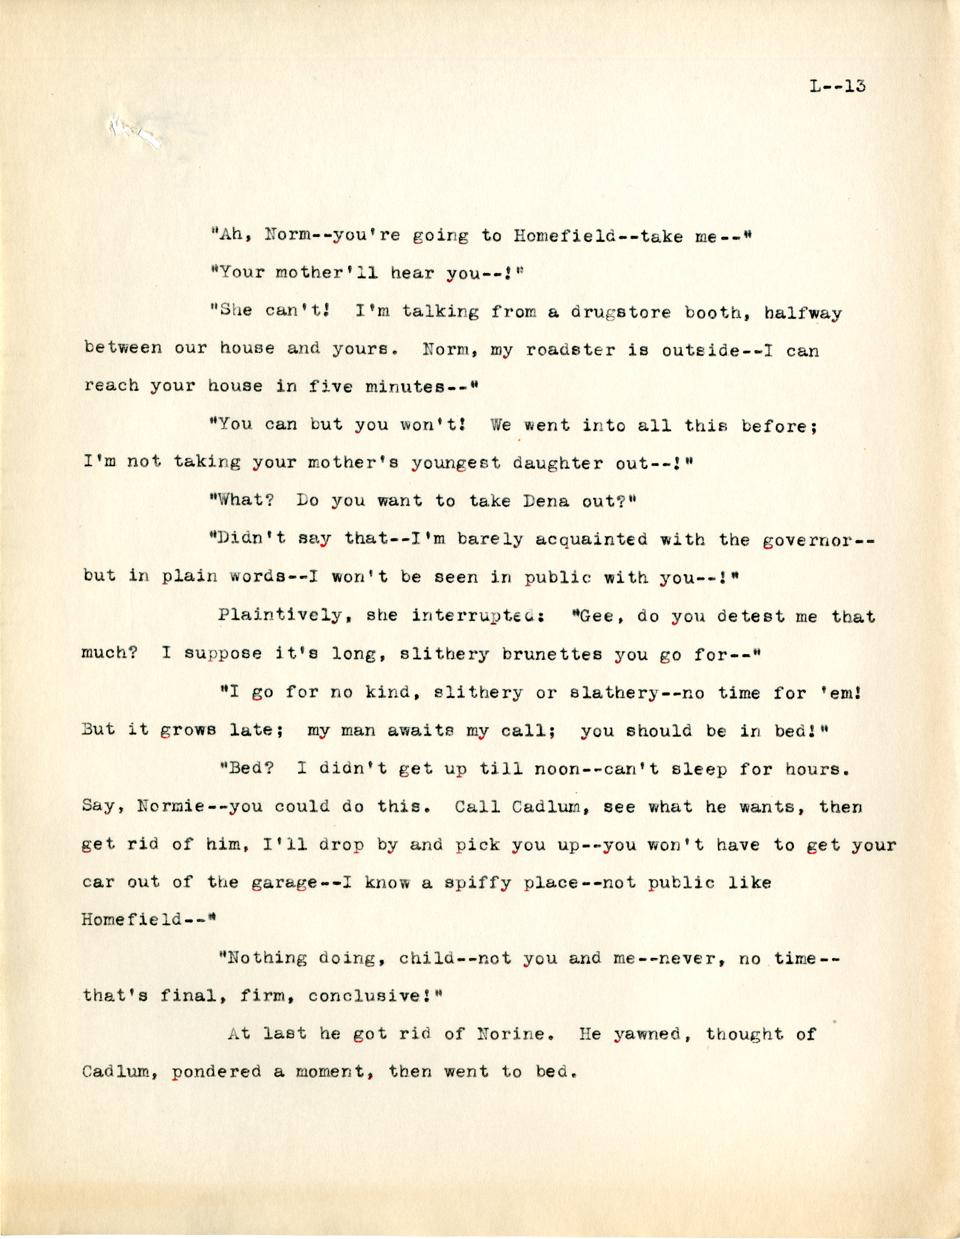 L--13
"Ah, Norm--you're going to Homefield--take me--"
"Your mother'll hear you--!"
"She can't!  I'm talking from a drugstore booth, halfway
between our house and yours.  Norm, my roadster is outside--I can
reach your house in five minutes--"
"You can but you won't!  We went into all this before;
I'm not taking your mother's youngest daughter out--!"
"What?  Do you want to take Dena out?"
"Didn't say that--I'm barely acquainted with the governor--
but in plain words--I won't be seen in public with you--!"
Plaintively, she interrupted:  "Gee, do you detest me that
much?  I suppose it's long, slithery brunettes you go for--"
"I go for no kind, slithery or slathery--no time for 'em!
But it grows late;  my man awaits my call;  you should be in bed!"
"Bed?  I didn't get up till noon--can't sleep for hours.
Say, Normie--you could do this.  Call Cadlum, see what he wants, then
get rid of him, I'll drop by and pick you up--you won't have to get your
car out of the garage--I know a spiffy place--not public like
Homefield--"
"Nothing doing, child--not you and me--never, no time--
that's final, firm, conclusive!"
At last he got rid of Norine.  He yawned, thought of
Cadlum, pondered a moment, then went to bed.